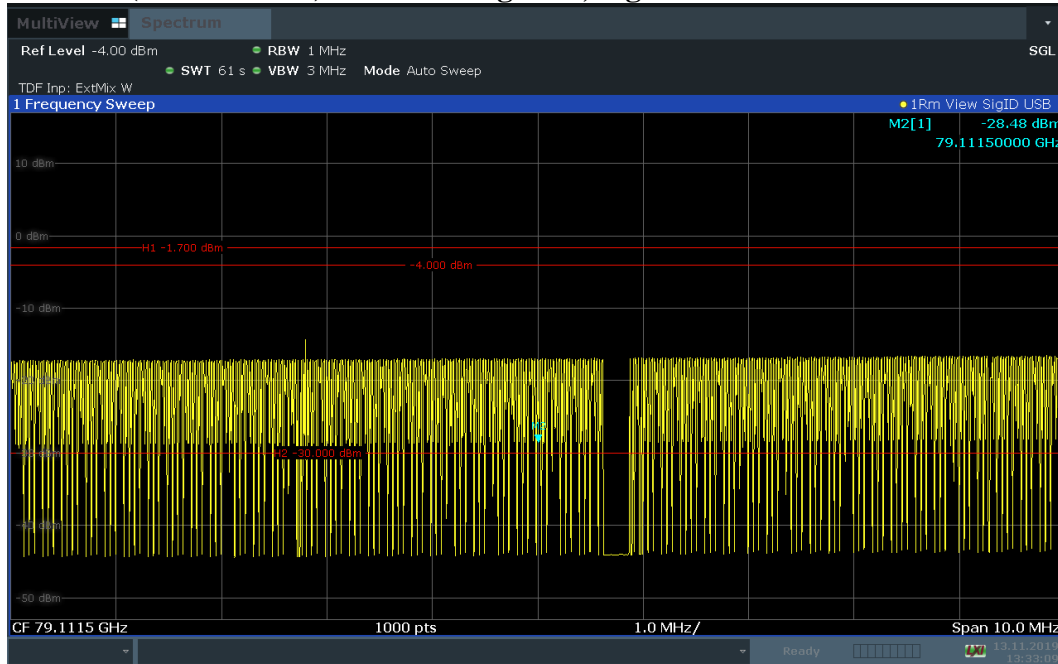 MultiView Spectrum
Ref Level -4.00 dBm RBW 1 MHz SGL
SWT 61 s VBW 3 MHz Mode Auto Sweep
TDF Inp: ExtMix W
1 Frequency Sweep 1Rm View SigID USB
M2[1] -28.48 dBm
79.11150000 GHz
10 dBm
0 dBm
H1 -1.700 dBm
-4.000 dBm
-10 dBm
H2 -30.000 dBm
-50 dBm
CF 79.1115 GHz 1000 pts 1.0 MHz/ Span 10.0 MHz
Ready 13.11.2019
13:33:09